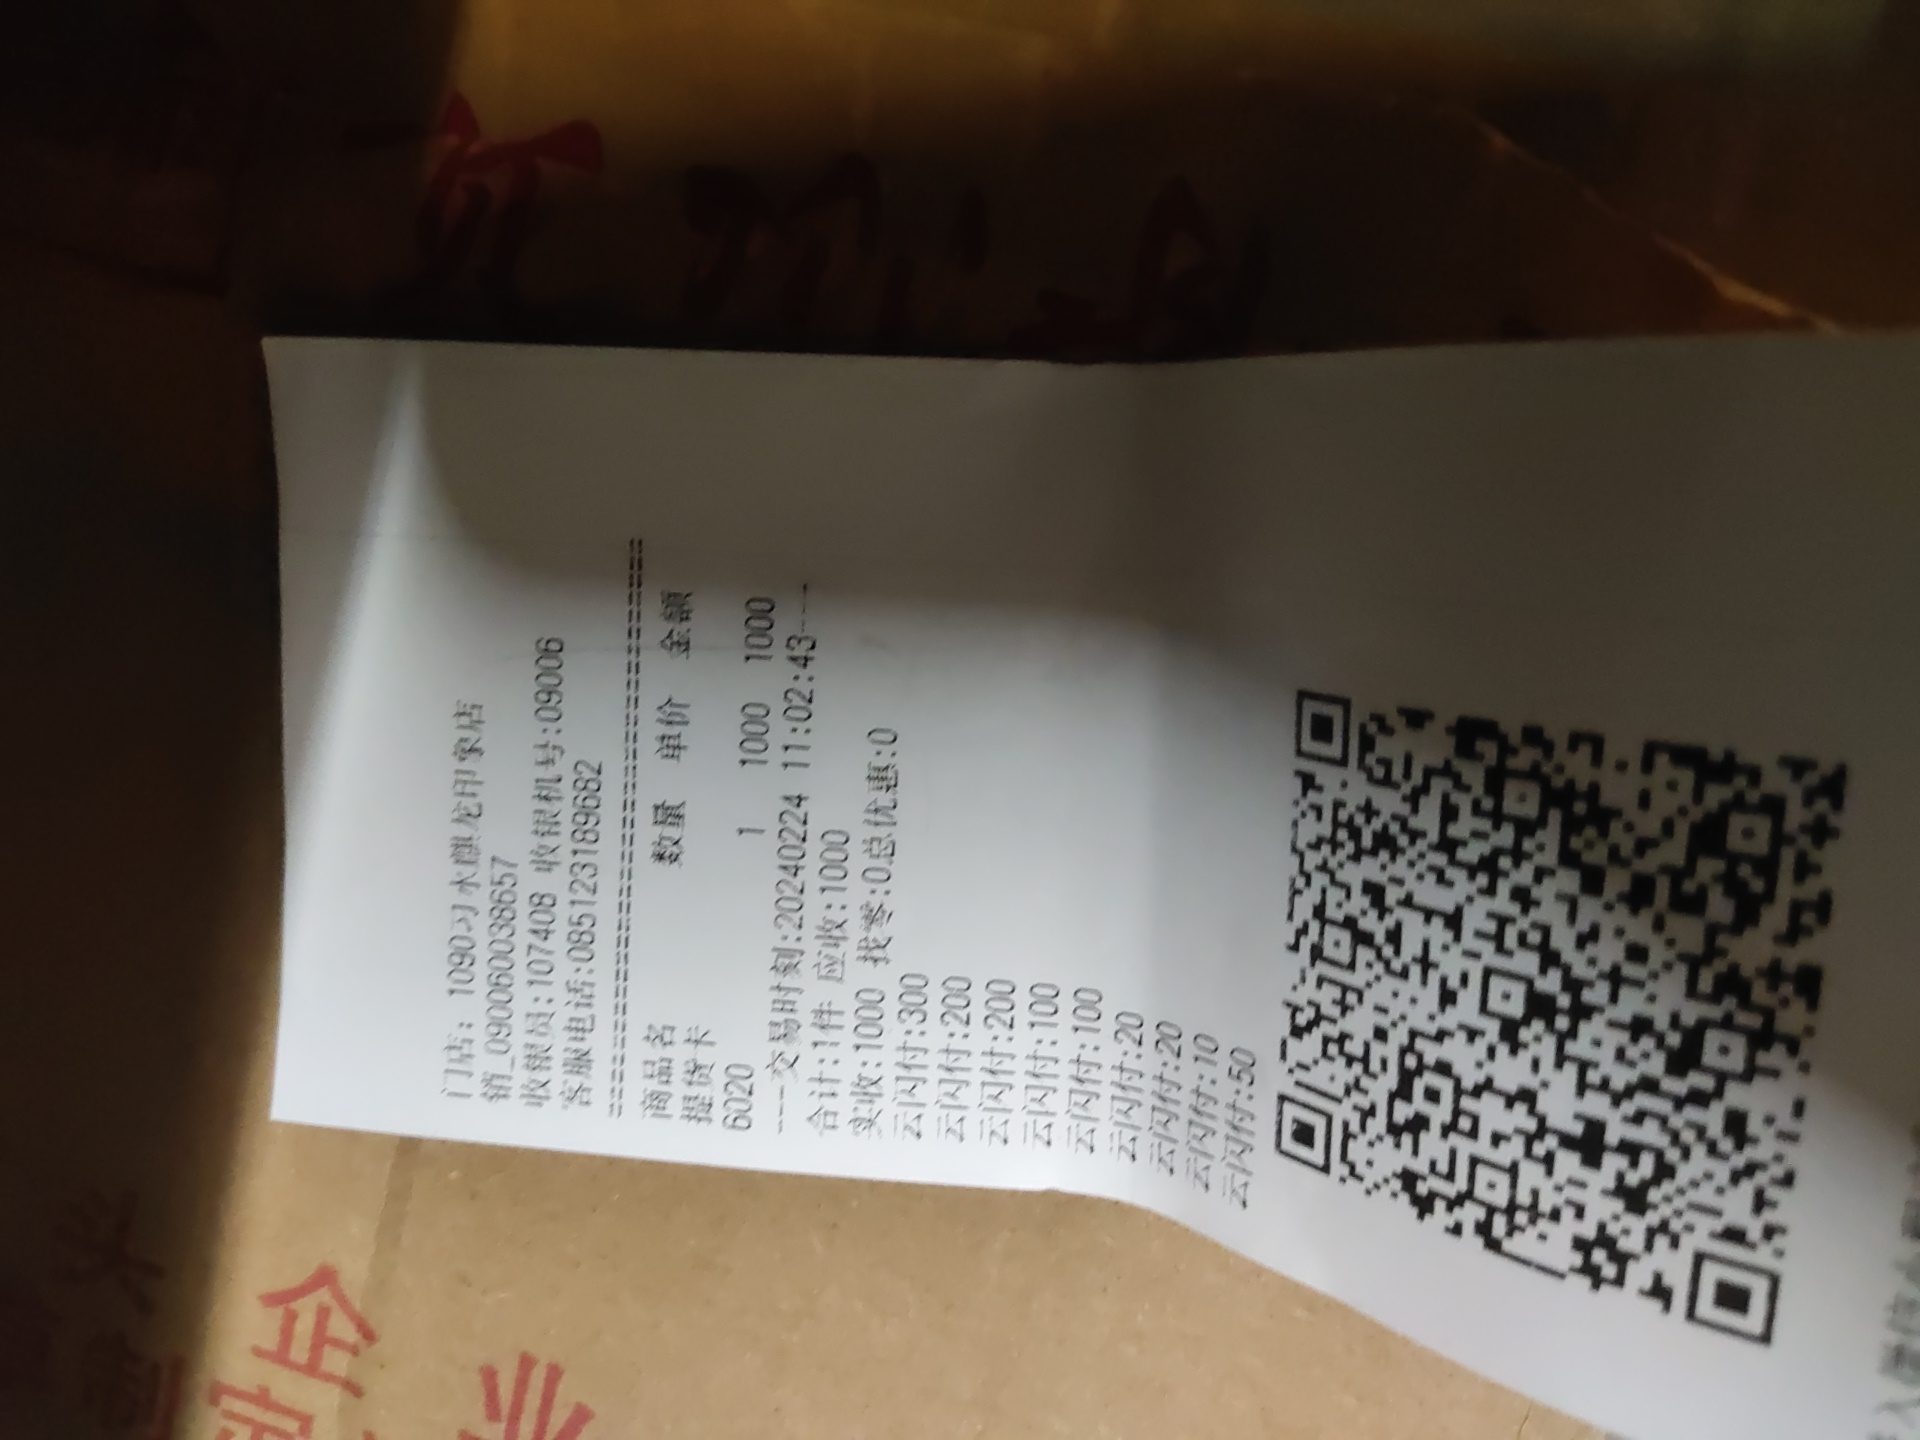 门店: 1090习水麒龙印象店
销_090060038657
收银员:107408 收银机号:09006
客服电话:085123189682
商品名 数量 单价 金额
提货卡
6020 1 1000 1000
----交易时刻:20240224 11:02:43----
合计:1件 应收:1000
实收:1000 找零:0总优惠:0
云闪付:300
云闪付:200
云闪付:200
云闪付:100
云闪付:100
云闪付:20
云闪付:20
云闪付:10
云闪付:50